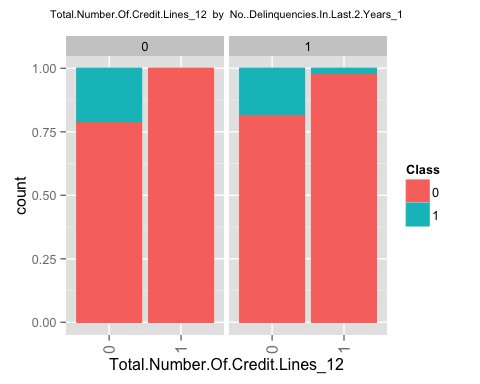 Total.Number.Of.Credit.Lines_12 by No..Delinquencies.In.Last.2.Years_1
0 1
1.00
0.75
0.50
0.25
0.00
count
0 1 0 1
Total.Number.Of.Credit.Lines_12
Class
0
1